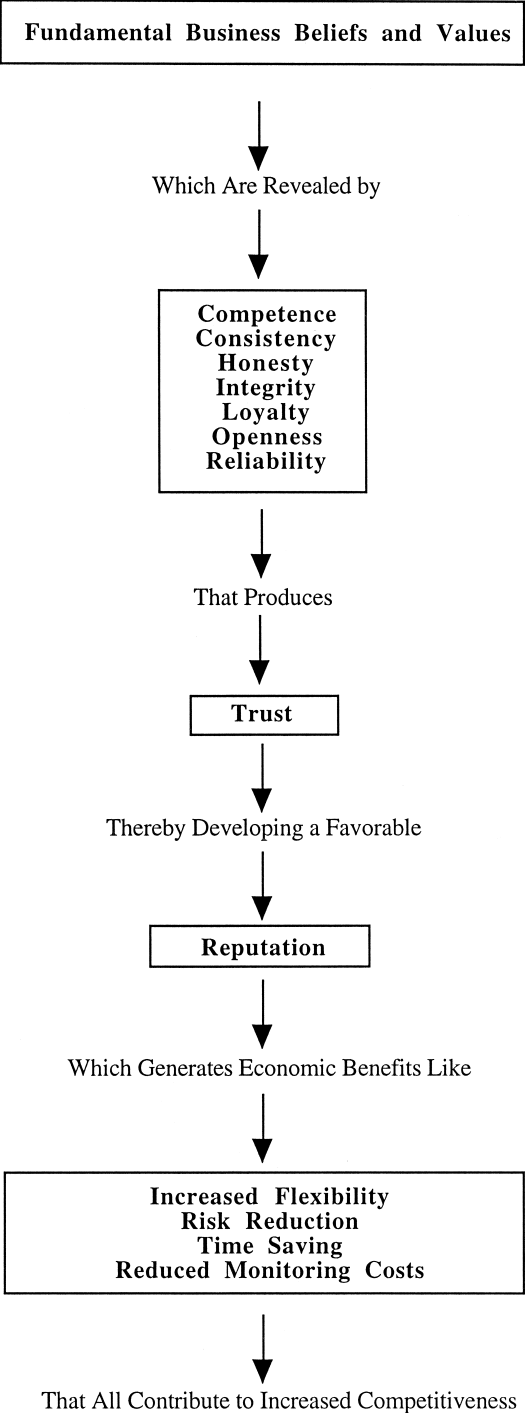 Fundamental Business Beliefs and Values
Which Are Revealed by
Competence
Consistency
Honesty
Integrity
Loyalty
Openness
Reliability
That Produces
Trust
Thereby Developing a Favorable
Reputation
Which Generates Economic Benefits Like
Increased Flexibility
Risk Reduction
Time Saving
Reduced Monitoring Costs
That All Contribute to Increased Competitiveness